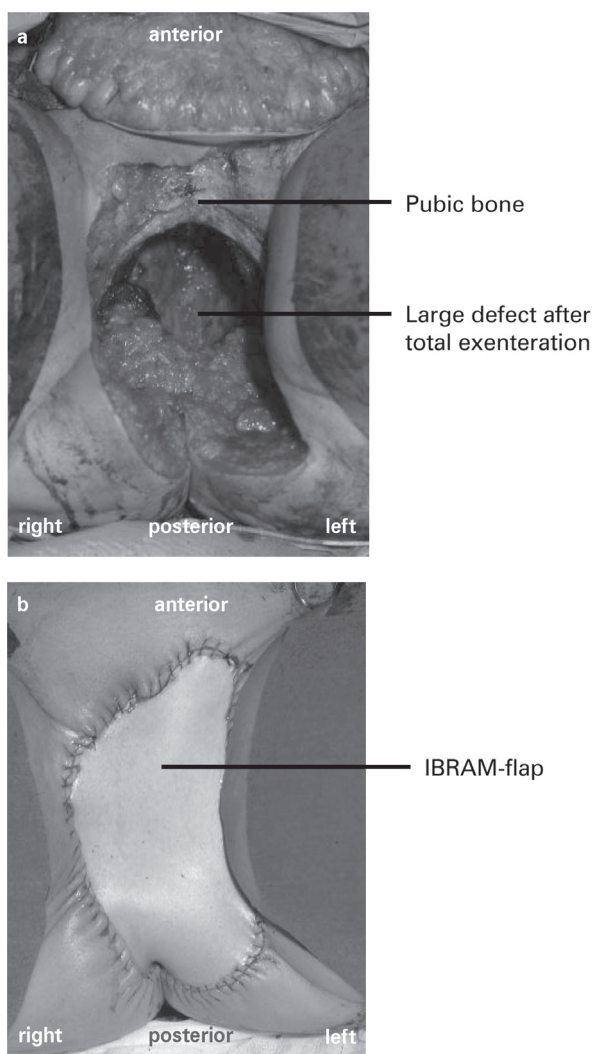 a
anterior
Pubic bone
Large defect after
total exenteration
right
posterior
left
b
anterior
IBRAM-flap
right
posterior
left